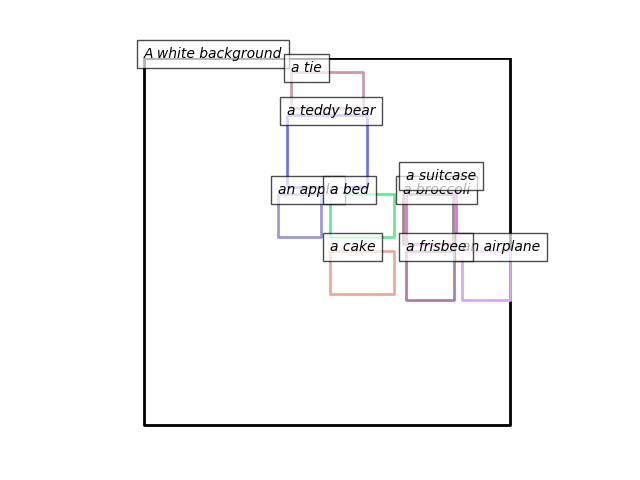 A white background
a tie
a teddy bear
a suitcase
an apple
a bed
a broccoli
a cake
a frisbee
an airplane